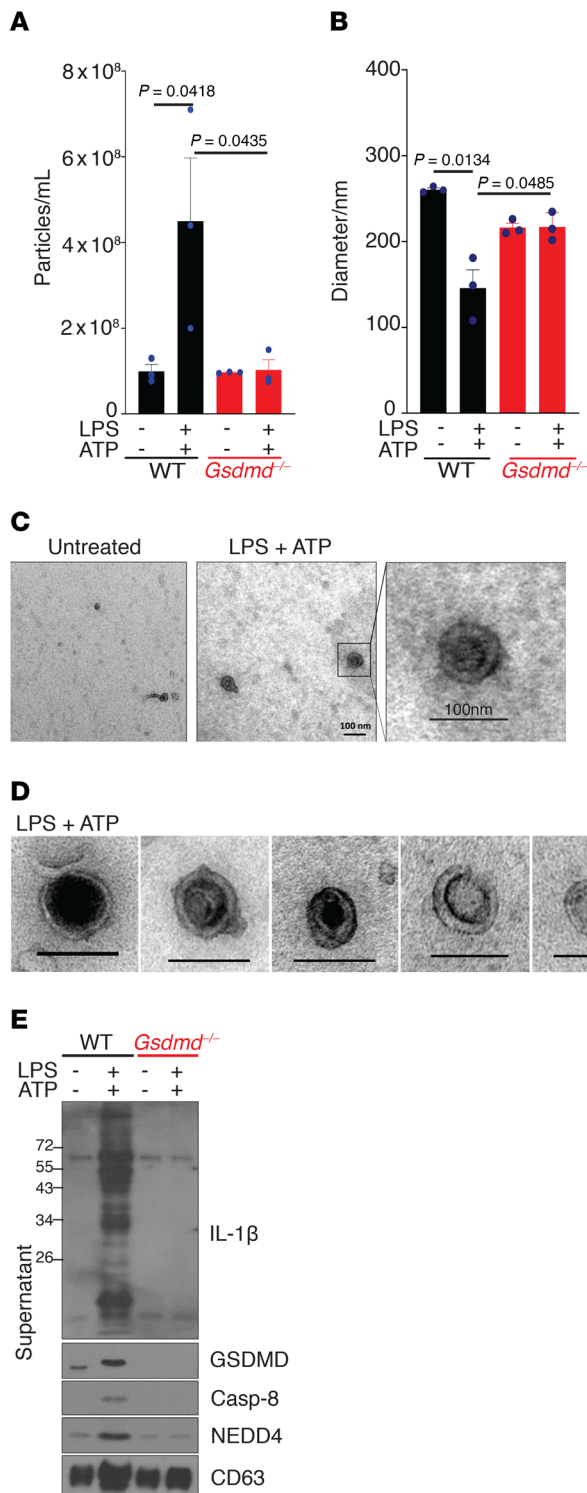 A
8 x 10⁸
6 x 10⁸
4 x 10⁸
2 x 10⁸
0
Particles/mL
P = 0.0418
P = 0.0435
LPS - + - +
ATP - + - +
WT Gsdmd–/–
B
400
300
200
100
0
Diameter/nm
P = 0.0134
P = 0.0485
LPS - + - +
ATP - + - +
WT Gsdmd–/–
C
Untreated LPS + ATP
100 nm
100nm
D
LPS + ATP
E
WT Gsdmd–/–
LPS - + - +
ATP - + - +
72
55
43
34
26
IL-1β
Supernatant
GSDMD
Casp-8
NEDD4
CD63